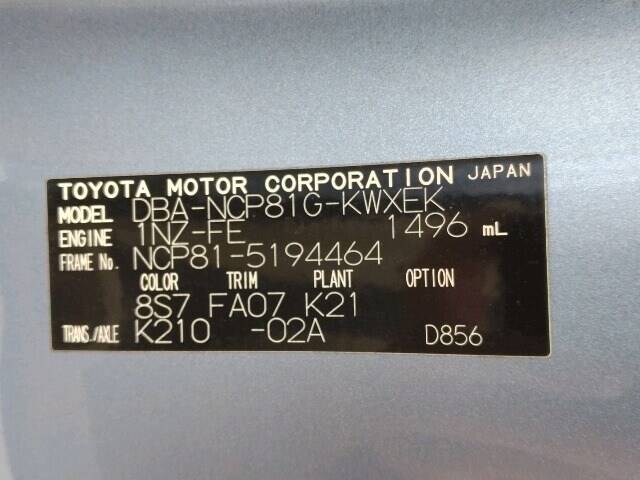 TOYOTA MOTOR CORPORATION JAPAN
MODEL DBA-NCP81G-KWXEK
ENGINE 1NZ-FE 1496 mL
FRAME No. NCP81-5194464
COLOR TRIM PLANT OPTION
8S7 FA07 K21
TRANS./AXLE K210 -02A D856